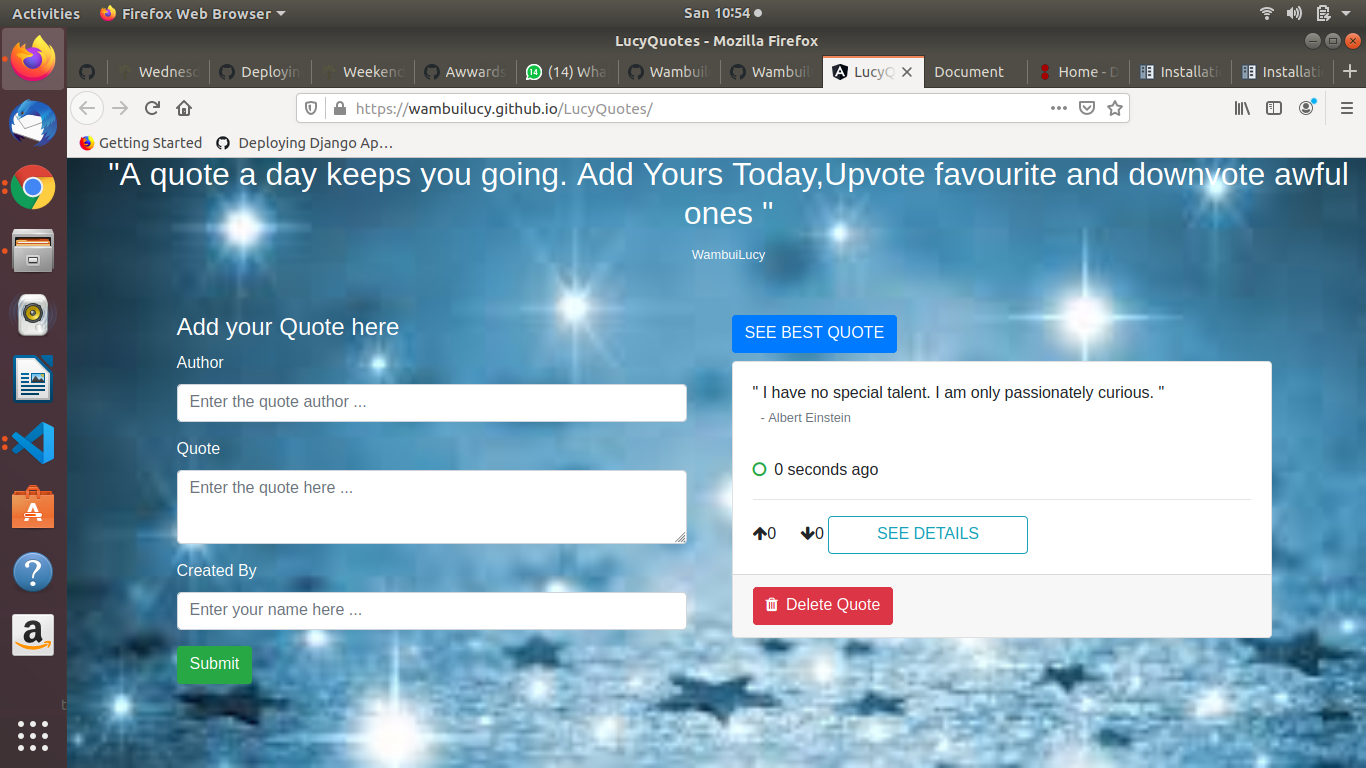 Activities Firefox Web Browser San 10:54
LucyQuotes - Mozilla Firefox
Wednesd Deployin Weekend Awwards 14 (14) Wha Wambuil Wambuil LucyQ Document Home - D Installati Installati
https://wambuilucy.github.io/LucyQuotes/
Getting Started Deploying Django Ap…
"A quote a day keeps you going. Add Yours Today,Upvote favourite and downvote awful
ones "
WambuiLucy
Add your Quote here
Author
Enter the quote author ...
Quote
Enter the quote here ...
Created By
Enter your name here ...
Submit
SEE BEST QUOTE
" I have no special talent. I am only passionately curious. "
- Albert Einstein
0 seconds ago
0 0 SEE DETAILS
Delete Quote